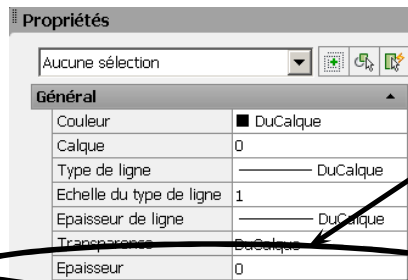 Propriétés
Aucune sélection
Général
Couleur DuCalque
Calque 0
Type de ligne DuCalque
Echelle du type de ligne 1
Epaisseur de ligne DuCalque
Transparence DuCalque
Epaisseur 0